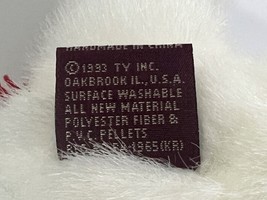 HANDMADE IN CHINA
© 1993 TY INC.
OAKBROOK IL., U.S.A.
SURFACE WASHABLE
ALL NEW MATERIAL
POLYESTER FIBER &
P.V.C. PELLETS
1965(KR)